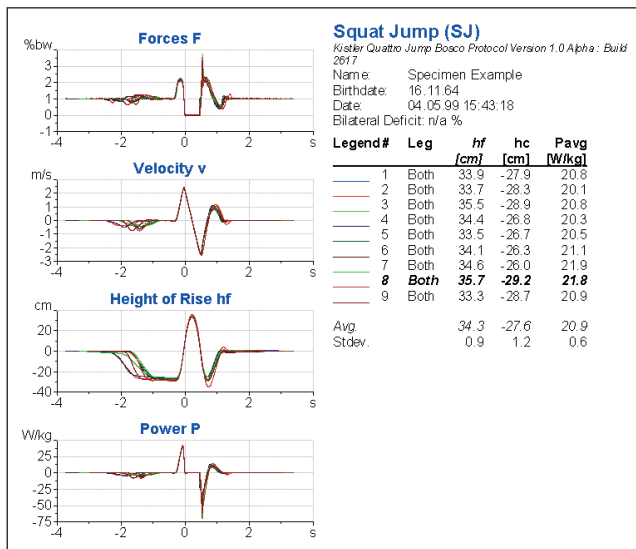 Forces F
%bw
4
3
2
1
0
-1
-4 -2 0 2 s
Velocity v
m/s
2
0
-2
-4 -2 0 2 s
Height of Rise hf
cm
20
0
-20
-40
-4 -2 0 2 s
Power P
W/kg
25
0
-25
-50
-75
-4 -2 0 2 s
Squat Jump (SJ)
Kistler Quattro Jump Bosco Protocol Version 1.0 Alpha : Build
2617
Name: Specimen Example
Birthdate: 16.11.64
Date: 04.05.99 15:43:18
Bilateral Deficit: n/a %
Legend # Leg hf hc Pavg
[cm] [cm] [W/kg]
1 Both 33.9 -27.9 20.8
2 Both 33.7 -28.3 20.1
3 Both 35.5 -28.9 20.8
4 Both 34.4 -26.8 20.3
5 Both 33.5 -26.7 20.5
6 Both 34.1 -26.3 21.1
7 Both 34.6 -26.0 21.9
8 Both 35.7 -29.2 21.8
9 Both 33.3 -28.7 20.9
Avg. 34.3 -27.6 20.9
Stdev. 0.9 1.2 0.6